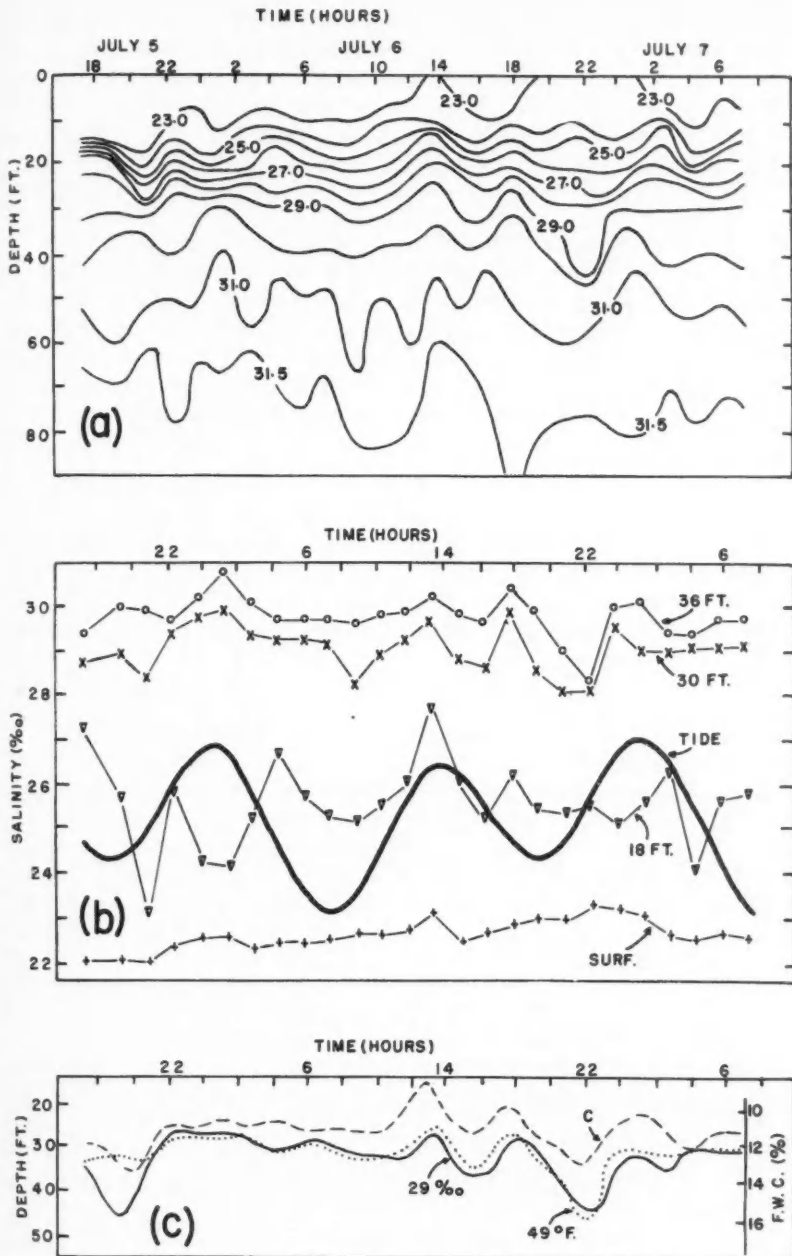 TIME (HOURS)
JULY 5 JULY 6 JULY 7
18 22 2 6 10 14 18 22 2 6
0
20
40
60
80
DEPTH (FT.)
23.0 23.0
25.0 25.0
27.0 27.0
29.0 29.0
31.0 31.0
31.5 31.5
(a)
TIME (HOURS)
22 6 14 22 6
30
28
26
24
22
SALINITY (‰)
36 FT.
30 FT.
TIDE
18 FT.
SURF.
(b)
TIME (HOURS)
22 6 14 22 6
20
30
40
50
DEPTH (FT.)
10
12
14
16
F.W.C. (%)
C
29 ‰
49°F.
(c)